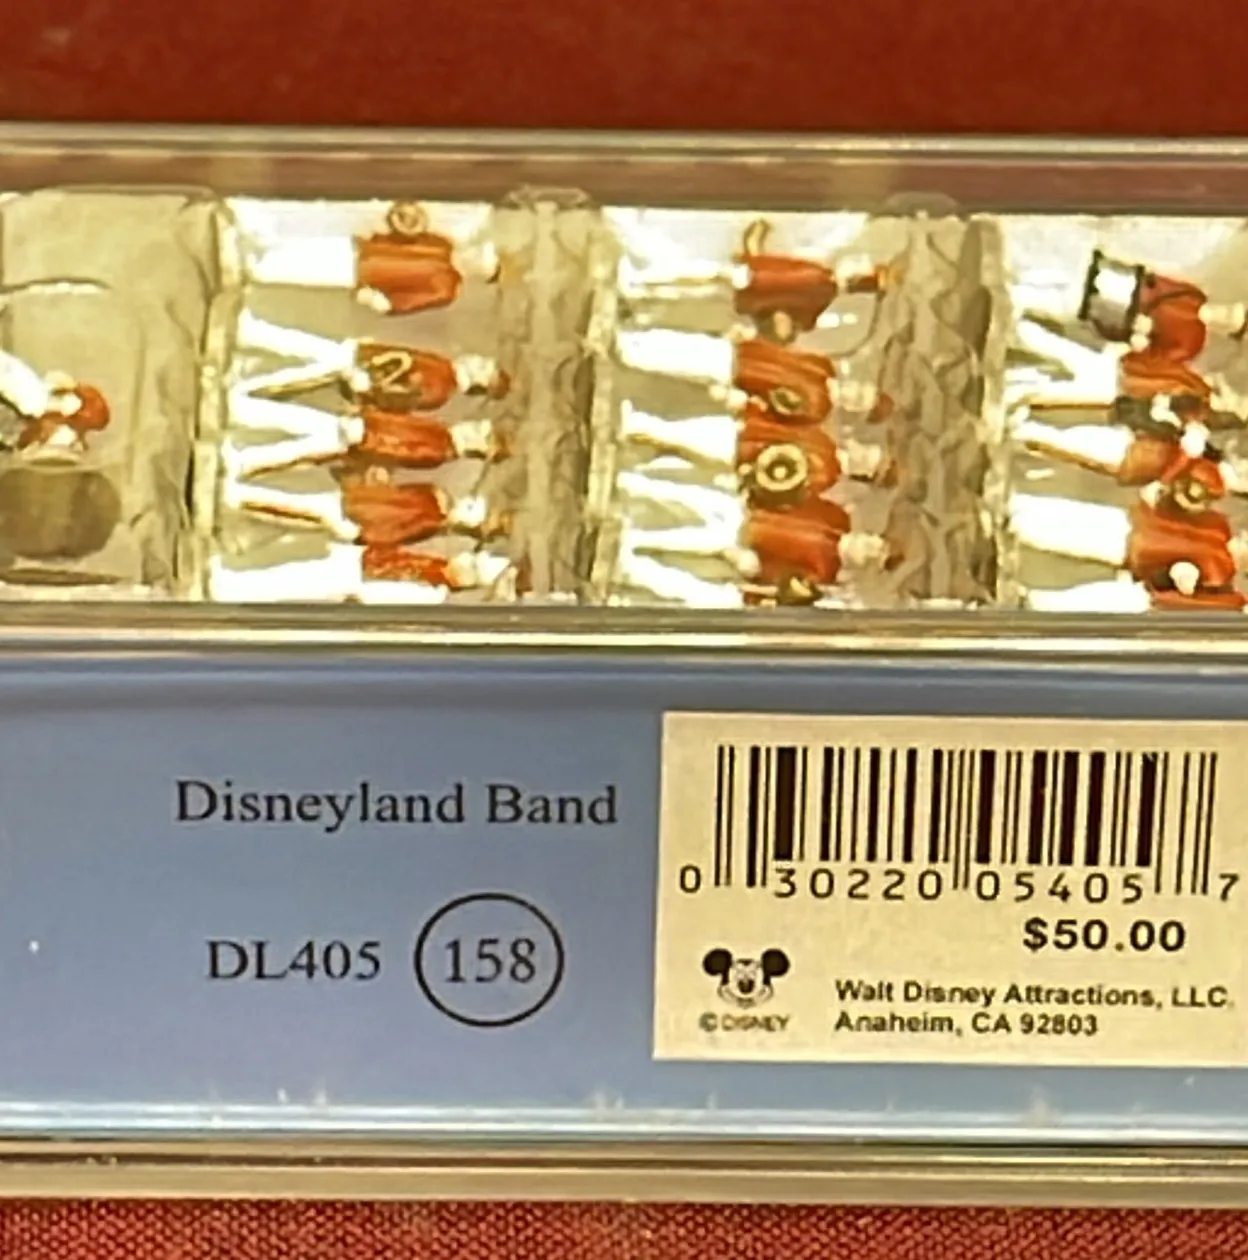 Disneyland Band
DL405 158
0 30220 05405 7
$50.00
© DISNEY
Walt Disney Attractions, LLC.
Anaheim, CA 92803